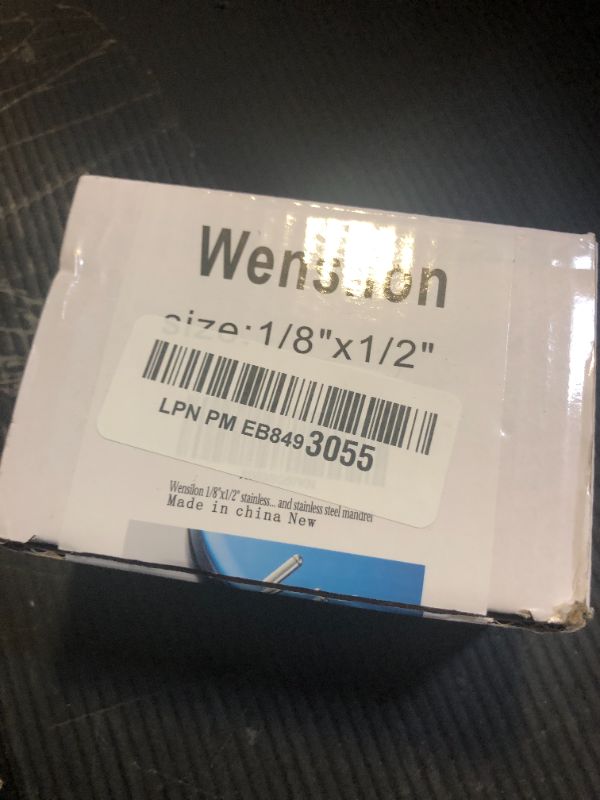 Wensilon
size:1/8"x1/2"
LPN PM EB849 3055
Wensilon 1/8"x1/2" stainless... and stainless steel mandrel
Made in china New